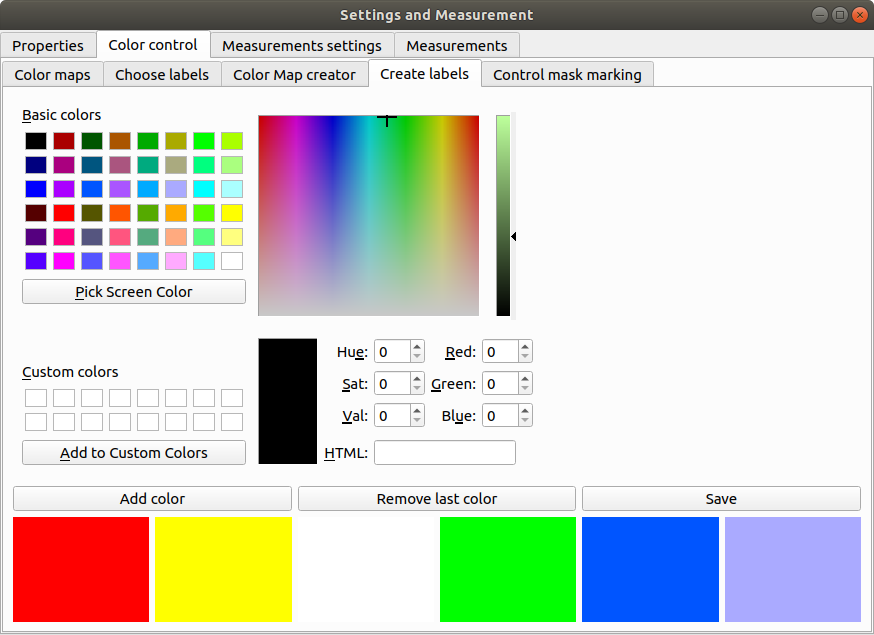 Settings and Measurement
Properties Color control Measurements settings Measurements
Color maps Choose labels Color Map creator Create labels Control mask marking
Basic colors
Pick Screen Color
Custom colors
Add to Custom Colors
Hue: 0 Red: 0
Sat: 0 Green: 0
Val: 0 Blue: 0
HTML:
Add color Remove last color Save